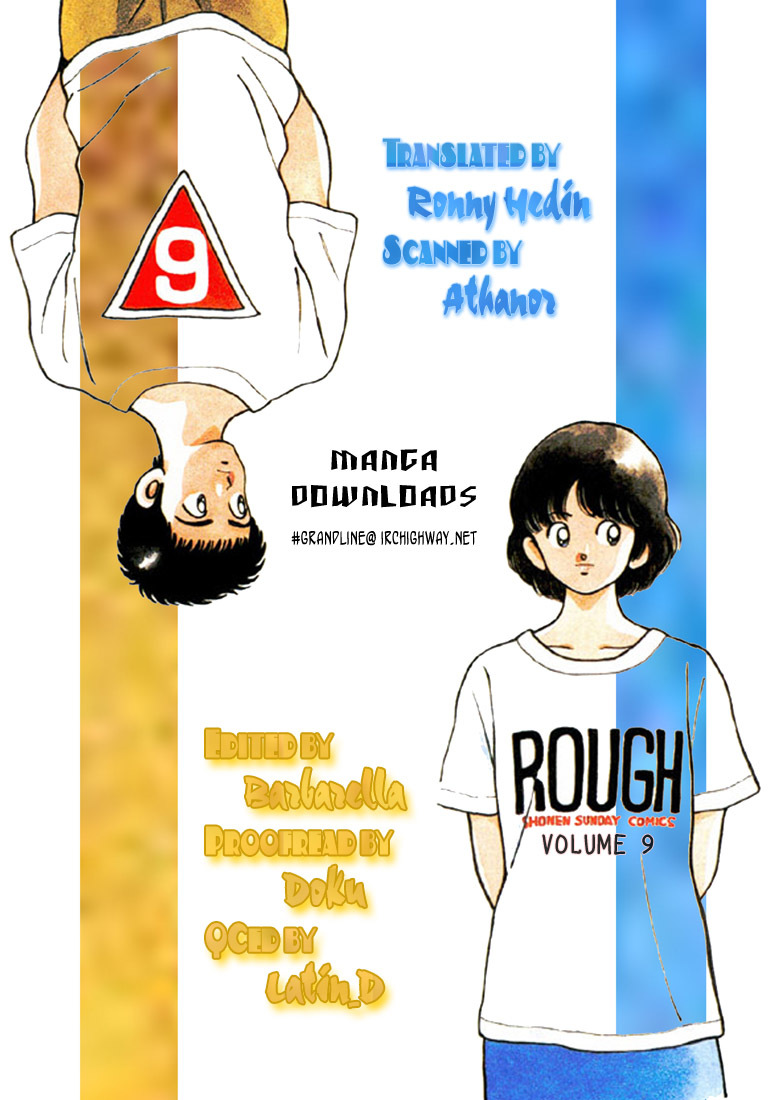 TRANSLATED BY
Ronny Hedin
SCANNED BY
Athanor
9
MANGA
DOWNLOADS
#GRANDLINE@IRCHIGHWAY.NET
ROUGH
SHONEN SUNDAY COMICS
VOLUME 9
EDITED BY
Barbarella
PROOFREAD BY
Doku
QCED BY
Latin_D